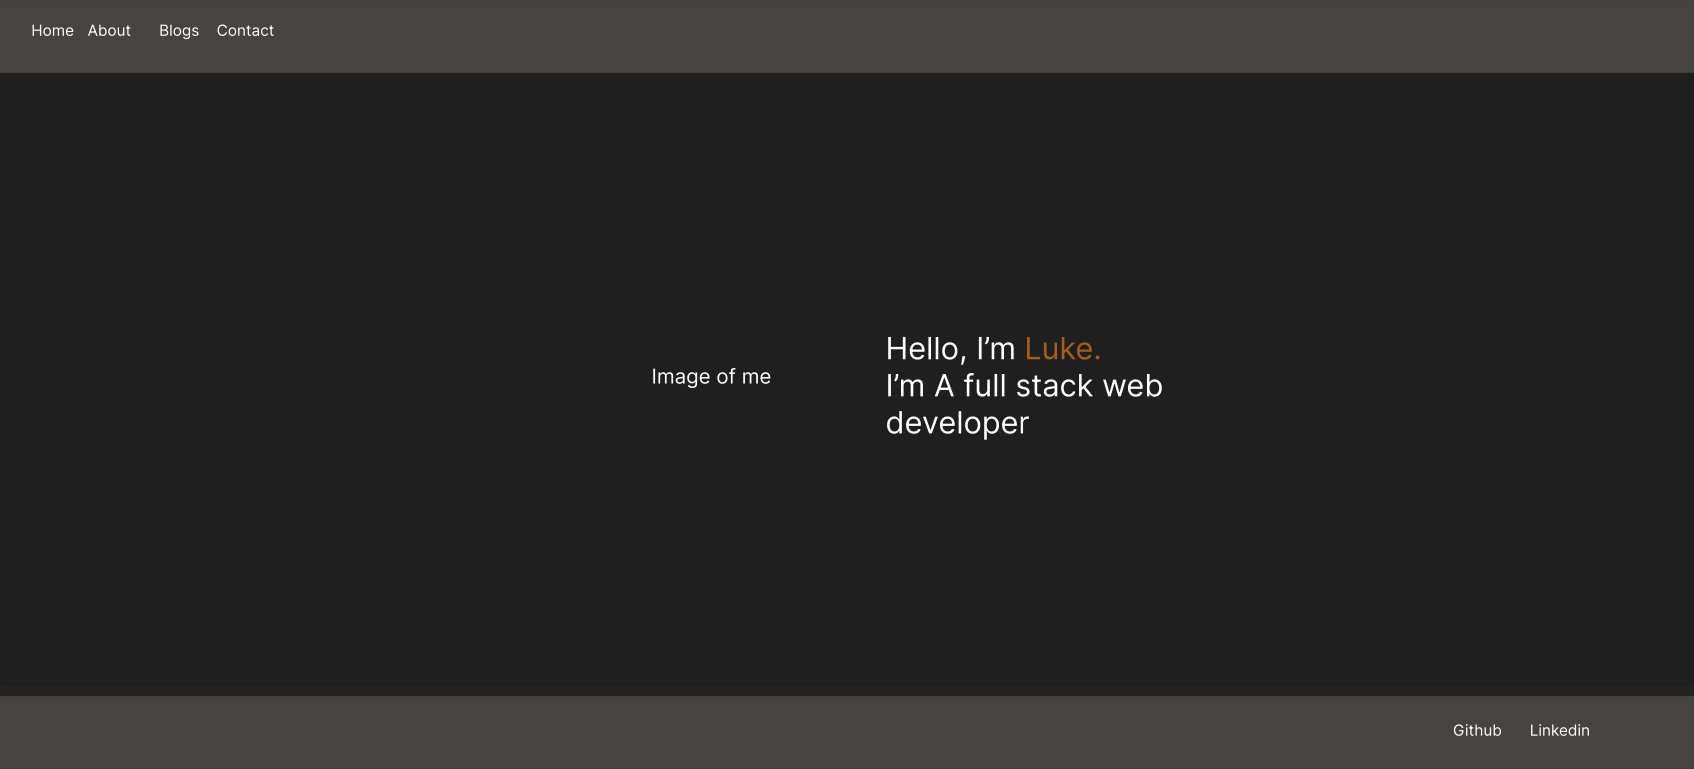 Home About Blogs Contact
Image of me
Hello, I’m Luke.
I’m A full stack web
developer
Github Linkedin